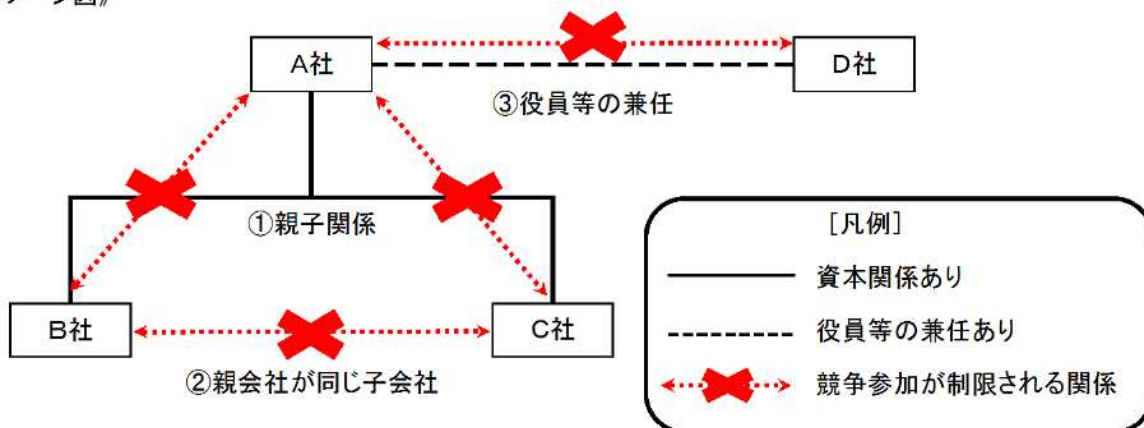 A社
D社
③役員等の兼任
①親子関係
B社
C社
②親会社が同じ子会社
［凡例］
資本関係あり
役員等の兼任あり
競争参加が制限される関係